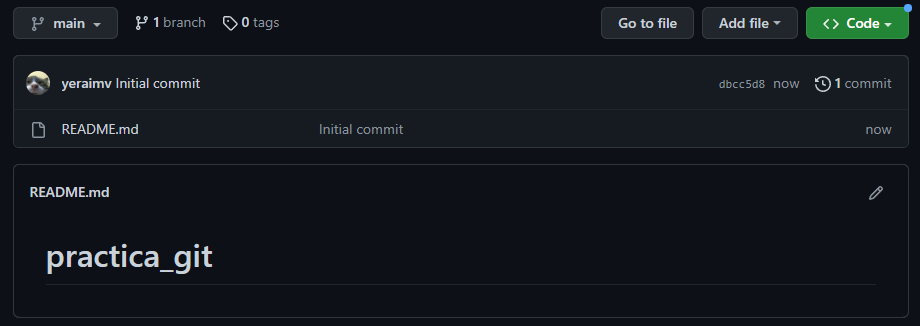 main 1 branch 0 tags Go to file Add file <> Code
yeraimv Initial commit dbcc5d8 now 1 commit
README.md Initial commit now
README.md
practica_git